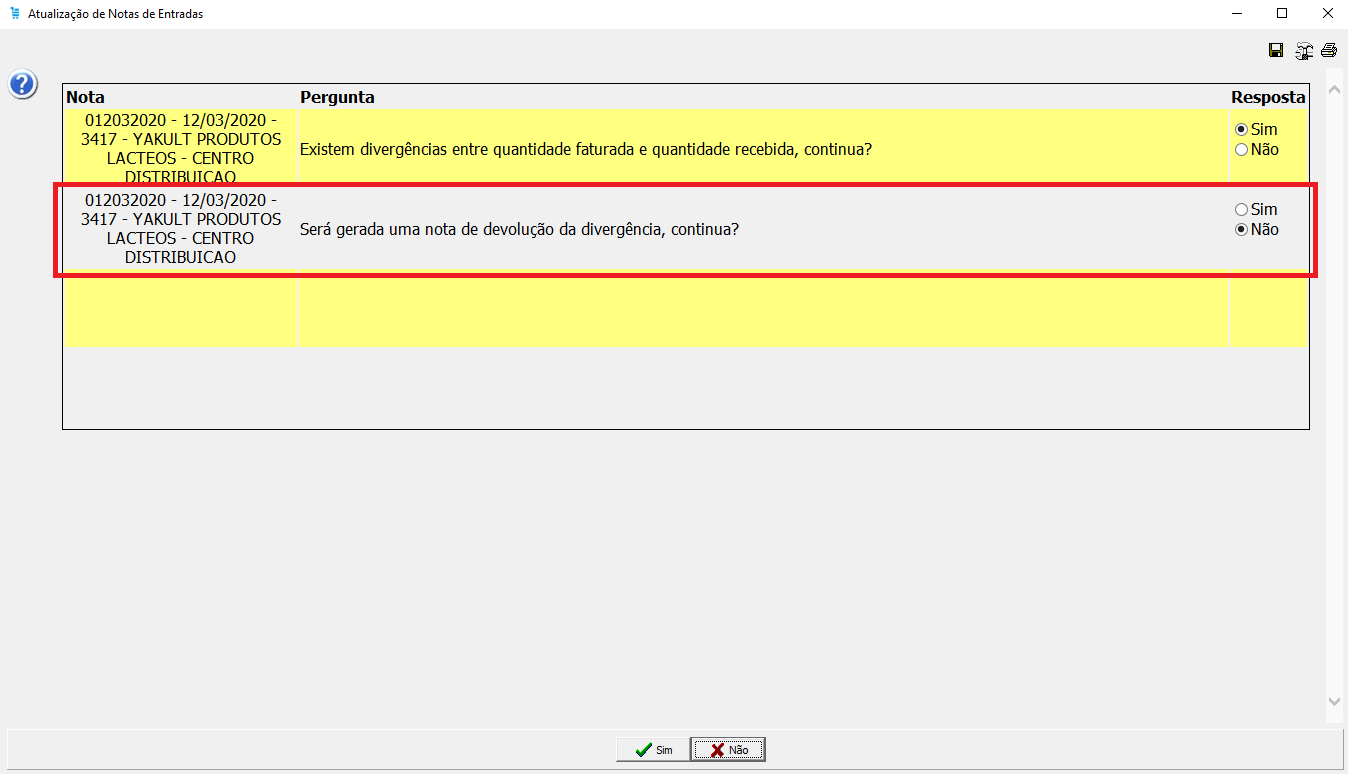 Atualização de Notas de Entradas
Nota Pergunta Resposta
012032020 - 12/03/2020 -
3417 - YAKULT PRODUTOS
LACTEOS - CENTRO
DISTRIBUICAO
Existem divergências entre quantidade faturada e quantidade recebida, continua?
Sim
Não
012032020 - 12/03/2020 -
3417 - YAKULT PRODUTOS
LACTEOS - CENTRO
DISTRIBUICAO
Será gerada uma nota de devolução da divergência, continua?
Sim
Não
Sim Não